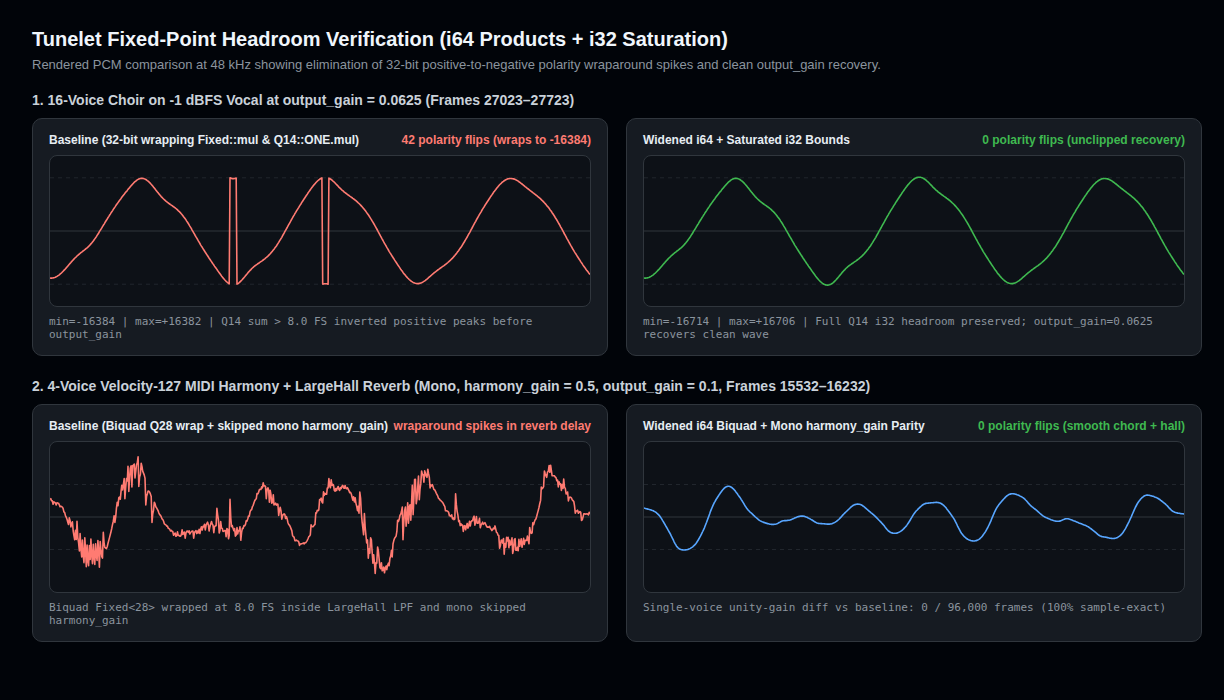 Tunelet Fixed-Point Headroom Verification (i64 Products + i32 Saturation)
Rendered PCM comparison at 48 kHz showing elimination of 32-bit positive-to-negative polarity wraparound spikes and clean output_gain recovery.
1. 16-Voice Choir on -1 dBFS Vocal at output_gain = 0.0625 (Frames 27023–27723)
Baseline (32-bit wrapping Fixed::mul & Q14::ONE.mul) 42 polarity flips (wraps to -16384)
min=-16384 | max=+16382 | Q14 sum > 8.0 FS inverted positive peaks before
output_gain
Widened i64 + Saturated i32 Bounds 0 polarity flips (unclipped recovery)
min=-16714 | max=+16706 | Full Q14 i32 headroom preserved; output_gain=0.0625
recovers clean wave
2. 4-Voice Velocity-127 MIDI Harmony + LargeHall Reverb (Mono, harmony_gain = 0.5, output_gain = 0.1, Frames 15532–16232)
Baseline (Biquad Q28 wrap + skipped mono harmony_gain) wraparound spikes in reverb delay
Biquad Fixed<28> wrapped at 8.0 FS inside LargeHall LPF and mono skipped
harmony_gain
Widened i64 Biquad + Mono harmony_gain Parity 0 polarity flips (smooth chord + hall)
Single-voice unity-gain diff vs baseline: 0 / 96,000 frames (100% sample-exact)